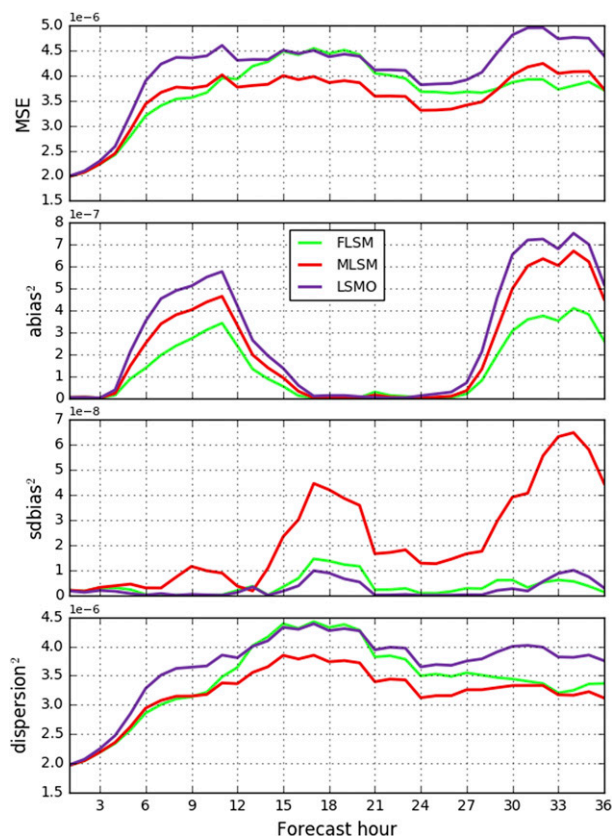 1e−6
5.0
4.5
4.0
3.5
3.0
2.5
2.0
1.5
MSE
1e−7
8
7
6
5
4
3
2
1
0
abias²
FLSM
MLSM
LSMO
1e−8
7
6
5
4
3
2
1
0
sdbias²
1e−6
4.5
4.0
3.5
3.0
2.5
2.0
1.5
dispersion²
3 6 9 12 15 18 21 24 27 30 33 36
Forecast hour